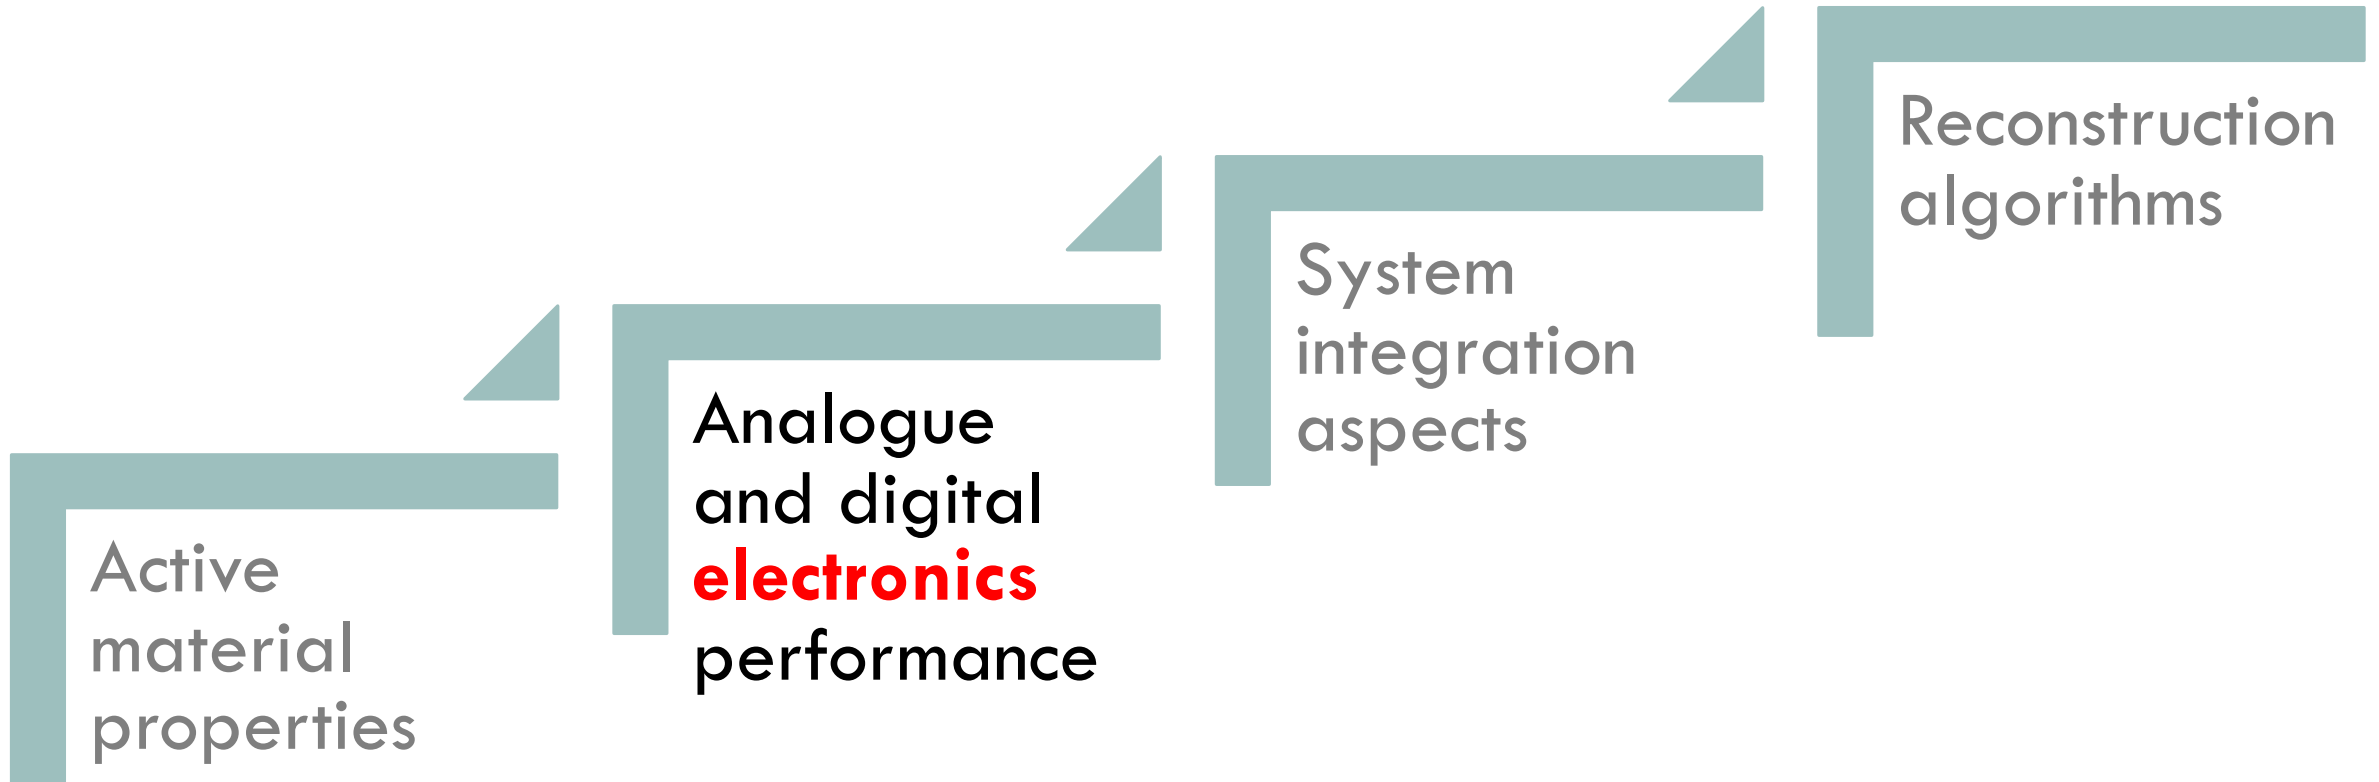 Active
material
properties
Analogue
and digital
electronics
performance
System
integration
aspects
Reconstruction
algorithms